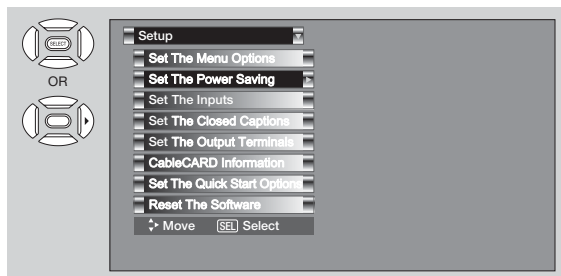 SELECT
OR
Setup
Set The Menu Options
Set The Power Saving
Set The Inputs
Set The Closed Captions
Set The Output Terminals
CableCARD Information
Set The Quick Start Options
Reset The Software
Move SEL Select